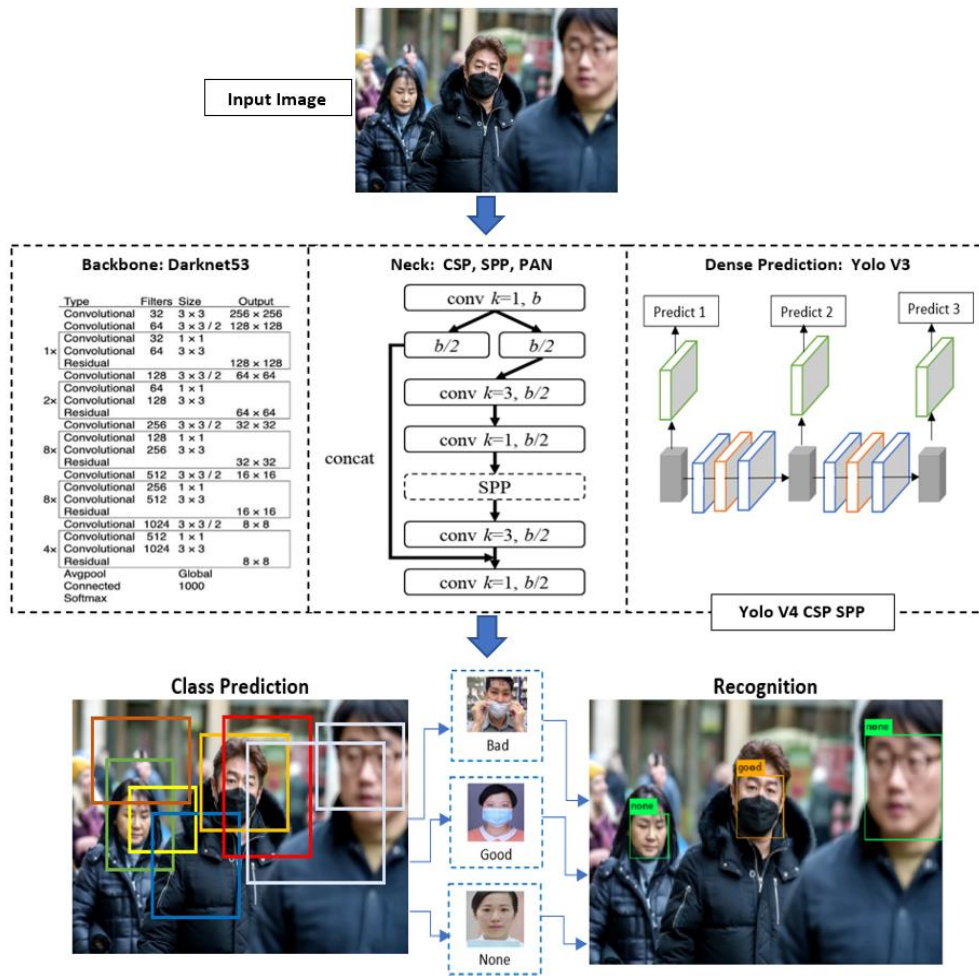 Input Image
Backbone: Darknet53
Type Filters Size Output
Convolutional 32 3 × 3 256 × 256
Convolutional 64 3 × 3 / 2 128 × 128
Convolutional 32 1 × 1
1× Convolutional 64 3 × 3
Residual 128 × 128
Convolutional 128 3 × 3 / 2 64 × 64
Convolutional 64 1 × 1
2× Convolutional 128 3 × 3
Residual 64 × 64
Convolutional 256 3 × 3 / 2 32 × 32
Convolutional 128 1 × 1
8× Convolutional 256 3 × 3
Residual 32 × 32
Convolutional 512 3 × 3 / 2 16 × 16
Convolutional 256 1 × 1
8× Convolutional 512 3 × 3
Residual 16 × 16
Convolutional 1024 3 × 3 / 2 8 × 8
Convolutional 512 1 × 1
4× Convolutional 1024 3 × 3
Residual 8 × 8
Avgpool Global
Connected 1000
Softmax
Neck: CSP, SPP, PAN
conv k=1, b
b/2 b/2
conv k=3, b/2
conv k=1, b/2
concat
SPP
conv k=3, b/2
conv k=1, b/2
Dense Prediction: Yolo V3
Predict 1 Predict 2 Predict 3
Yolo V4 CSP SPP
Class Prediction
Bad
Good
None
Recognition
none
good
none